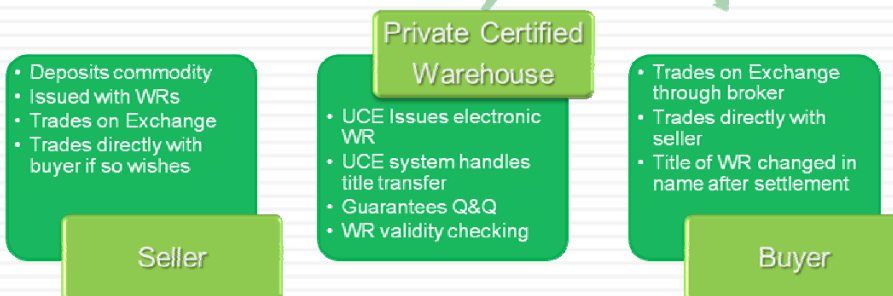 Private Certified
Warehouse
• Deposits commodity
• Issued with WRs
• Trades on Exchange
• Trades directly with
buyer if so wishes
Seller
• UCE Issues electronic
WR
• UCE system handles
title transfer
• Guarantees Q&Q
• WR validity checking
• Trades on Exchange
through broker
• Trades directly with
seller
• Title of WR changed in
name after settlement
Buyer